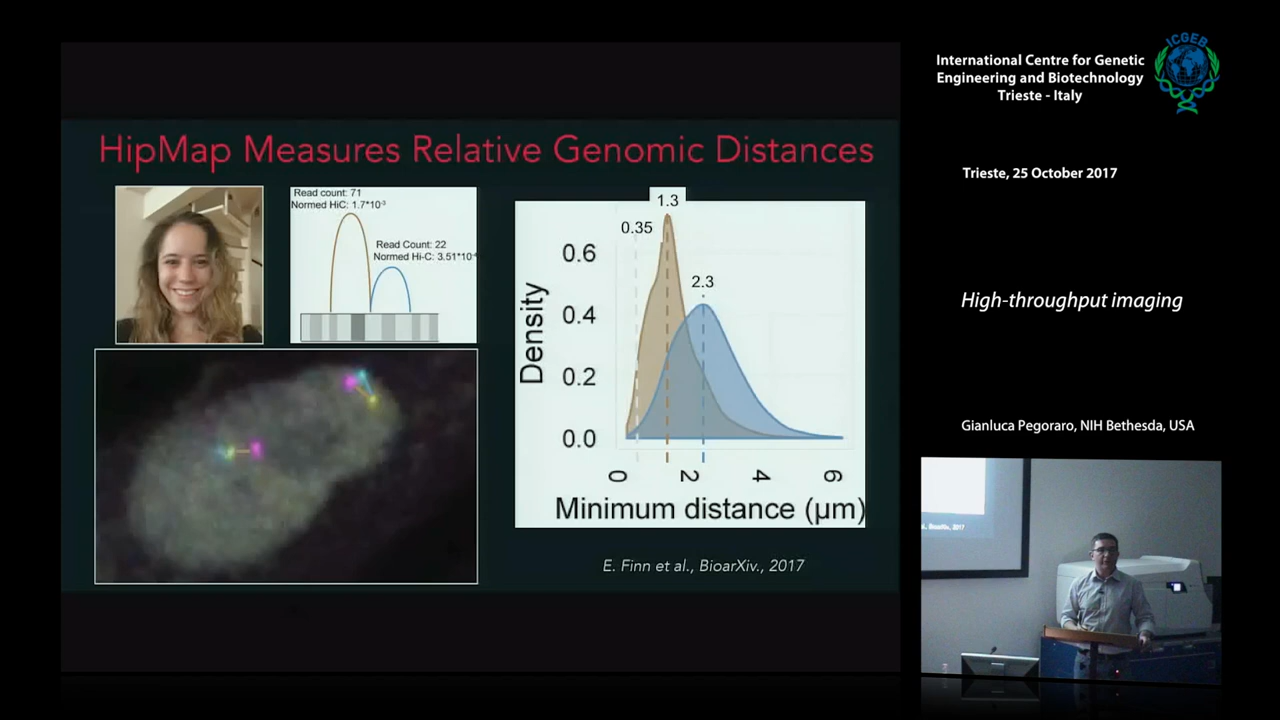 HipMap Measures Relative Genomic Distances
Read count: 71
Normed HiC: 1.7*10-3
Read Count: 22
Normed Hi-C: 3.51*10-4
1.3
0.35
2.3
0.6
0.4
0.2
0.0
Density
0 2 4 6
Minimum distance (µm)
E. Finn et al., BioarXiv., 2017
International Centre for Genetic
Engineering and Biotechnology
Trieste - Italy
ICGEB
Trieste, 25 October 2017
High-throughput imaging
Gianluca Pegoraro, NIH Bethesda, USA
BioarXiv, 2017